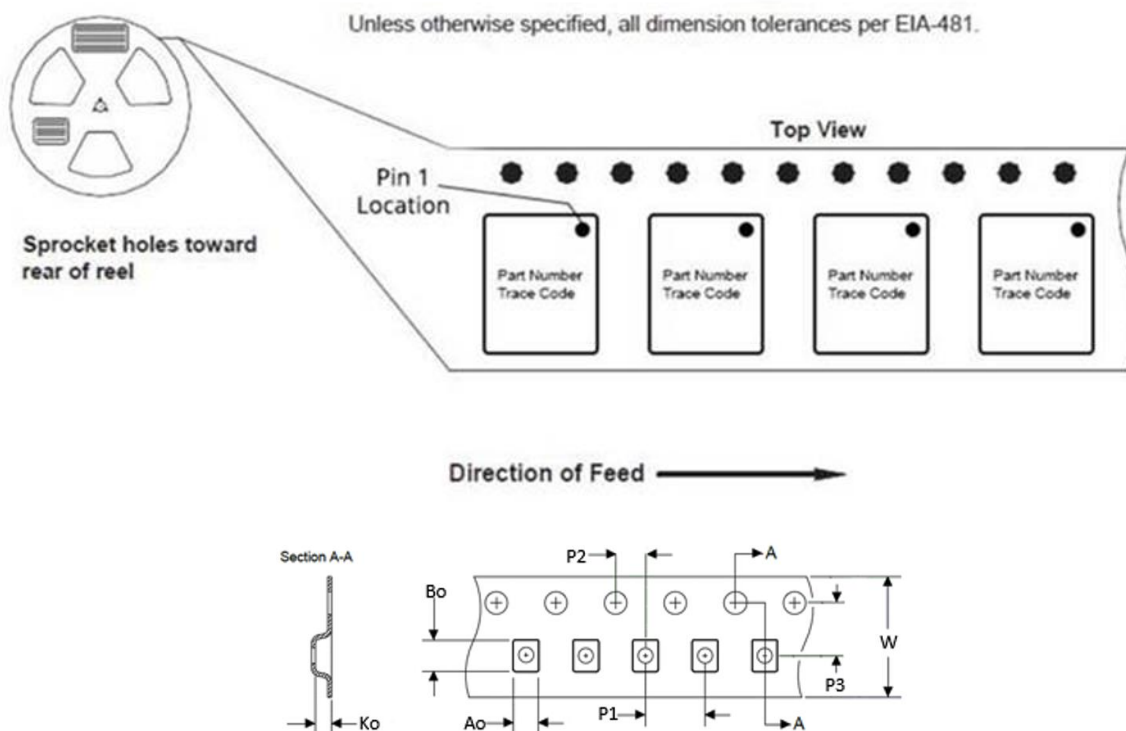 Unless otherwise specified, all dimension tolerances per EIA-481.
Top View
Pin 1
Location
Sprocket holes toward
rear of reel
Part Number
Trace Code
Part Number
Trace Code
Part Number
Trace Code
Part Number
Trace Code
Direction of Feed
Section A-A
P2
A
Bo
W
P3
Ko
Ao
P1
A